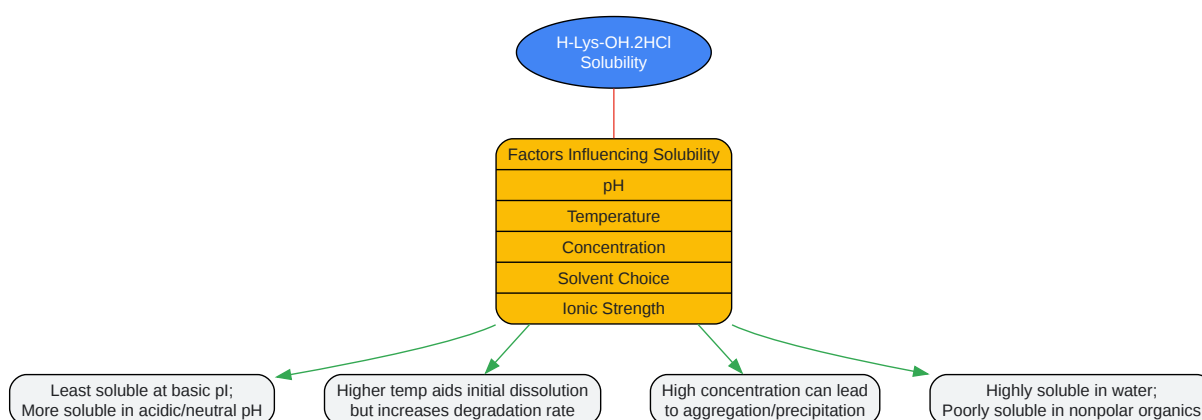 H-Lys-OH.2HCl
Solubility
Factors Influencing Solubility
pH
Temperature
Concentration
Solvent Choice
Ionic Strength
Least soluble at basic pI;
More soluble in acidic/neutral pH
Higher temp aids initial dissolution
but increases degradation rate
High concentration can lead
to aggregation/precipitation
Highly soluble in water;
Poorly soluble in nonpolar organics